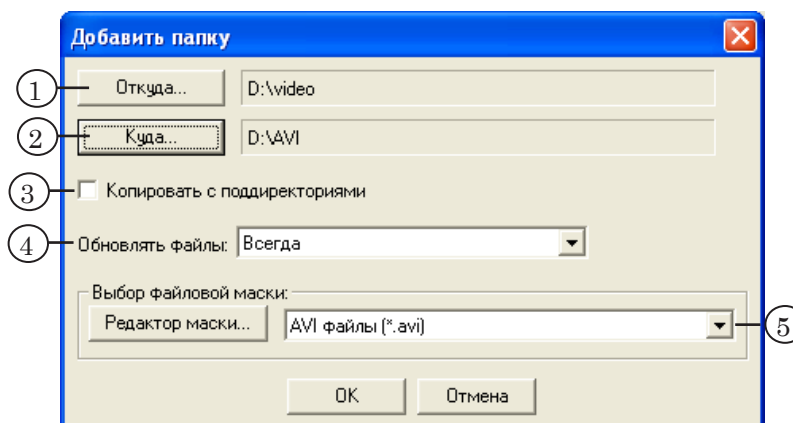 Добавить папку
1 Откуда... D:\video
2 Куда... D:\AVI
3 Копировать с поддиректориями
4 Обновлять файлы: Всегда
Выбор файловой маски:
Редактор маски... AVI файлы (*.avi) 5
OK Отмена